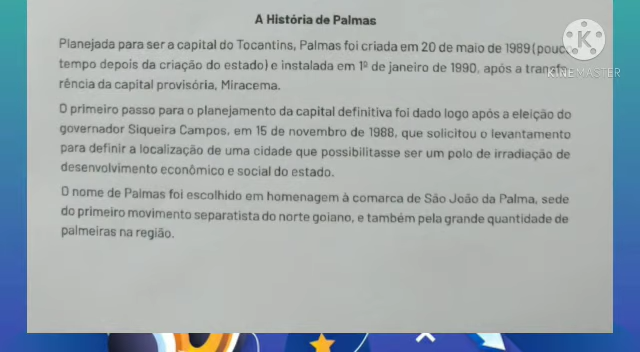 A História de Palmas
Planejada para ser a capital do Tocantins, Palmas foi criada em 20 de maio de 1989 (pouco
tempo depois da criação do estado) e instalada em 1º de janeiro de 1990, após a transfe-
rência da capital provisória, Miracema.
O primeiro passo para o planejamento da capital definitiva foi dado logo após a eleição do
governador Siqueira Campos, em 15 de novembro de 1988, que solicitou o levantamento
para definir a localização de uma cidade que possibilitasse ser um polo de irradiação de
desenvolvimento econômico e social do estado.
O nome de Palmas foi escolhido em homenagem à comarca de São João da Palma, sede
do primeiro movimento separatista do norte goiano, e também pela grande quantidade de
palmeiras na região.
K
KINEMASTER